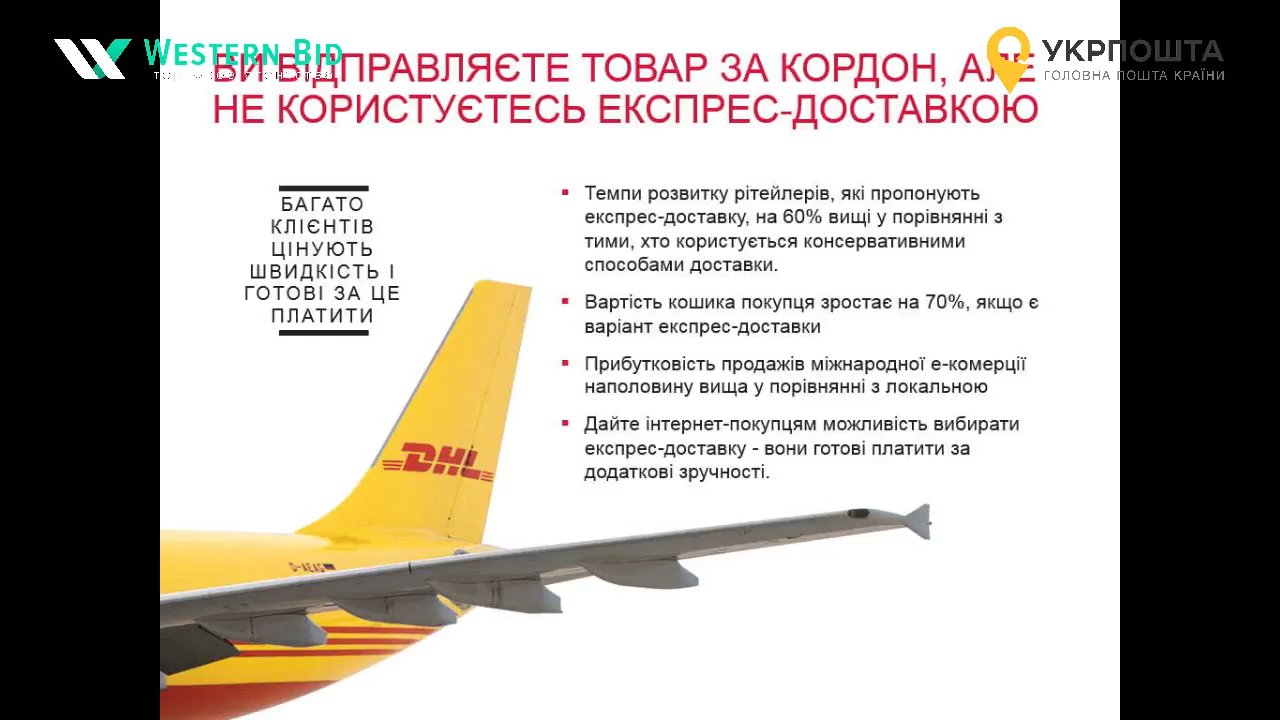 WESTERN BID
УКРПОШТА
ГОЛОВНА ПОШТА КРАЇНИ
ВИ ВІДПРАВЛЯЄТЕ ТОВАР ЗА КОРДОН, АЛЕ
НЕ КОРИСТУЄТЕСЬ ЕКСПРЕС-ДОСТАВКОЮ
БАГАТО
КЛІЄНТІВ
ЦІНУЮТЬ
ШВИДКІСТЬ І
ГОТОВІ ЗА ЦЕ
ПЛАТИТИ
Темпи розвитку рітейлерів, які пропонують
експрес-доставку, на 60% вищі у порівнянні з
тими, хто користується консервативними
способами доставки.
Вартість кошика покупця зростає на 70%, якщо є
варіант експрес-доставки
Прибутковість продажів міжнародної е-комерції
наполовину вища у порівнянні з локальною
Дайте інтернет-покупцям можливість вибирати
експрес-доставку - вони готові платити за
додаткові зручності.
DHL
D-AEAG